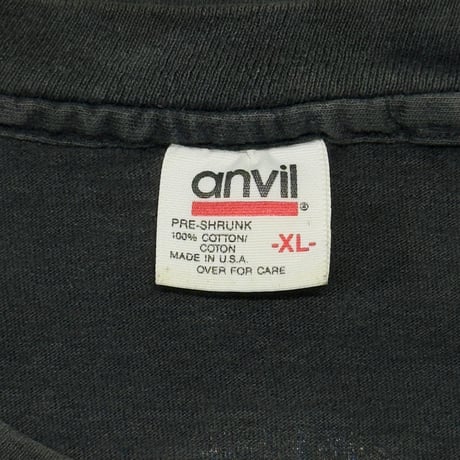 anvil®
PRE-SHRUNK
100% COTTON/
COTON
-XL-
MADE IN U.S.A.
OVER FOR CARE